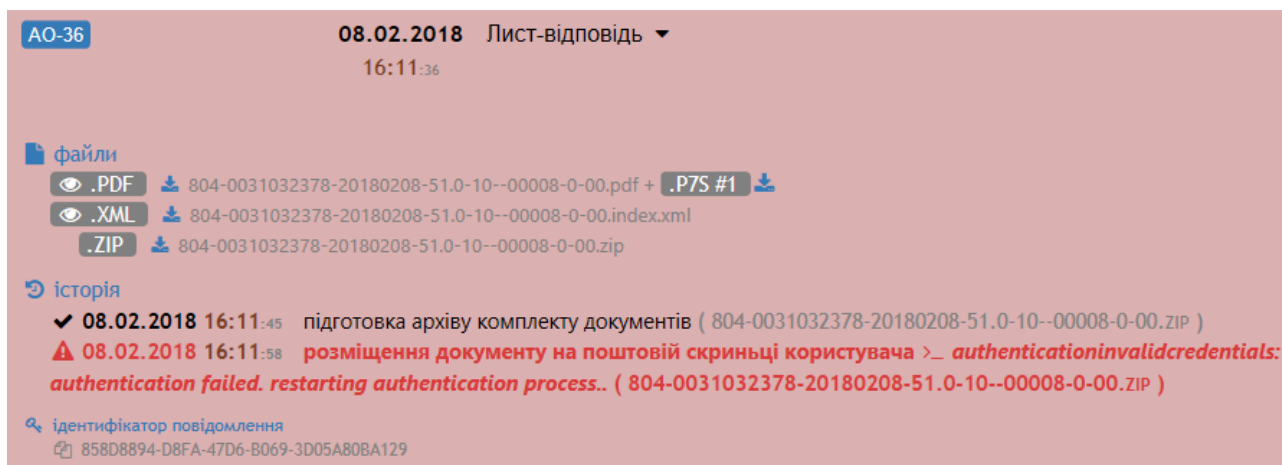 АО-36 08.02.2018 Лист-відповідь
16:11:36
файли
.PDF 804-0031032378-20180208-51.0-10--00008-0-00.pdf + .P7S #1
.XML 804-0031032378-20180208-51.0-10--00008-0-00.index.xml
.ZIP 804-0031032378-20180208-51.0-10--00008-0-00.zip
історія
08.02.2018 16:11:45 підготовка архіву комплекту документів ( 804-0031032378-20180208-51.0-10--00008-0-00.ZIP )
08.02.2018 16:11:58 розміщення документу на поштовій скриньці користувача >_ authenticationinvalidcredentials:
authentication failed. restarting authentication process.. ( 804-0031032378-20180208-51.0-10--00008-0-00.ZIP )
ідентифікатор повідомлення
858D8894-D8FA-47D6-B069-3D05A80BA129